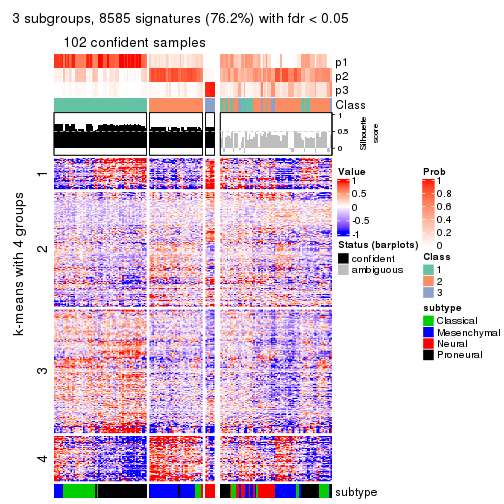 3 subgroups, 8585 signatures (76.2%) with fdr < 0.05
102 confident samples
p1
p2
p3
Class
1
0.5
0
Silhouette
score
k-means with 4 groups
1
2
3
4
subtype
Value
1
0.5
0
-0.5
-1
Status (barplots)
confident
ambiguous
Prob
1
0.8
0.6
0.4
0.2
0
Class
1
2
3
subtype
Classical
Mesenchymal
Neural
Proneural